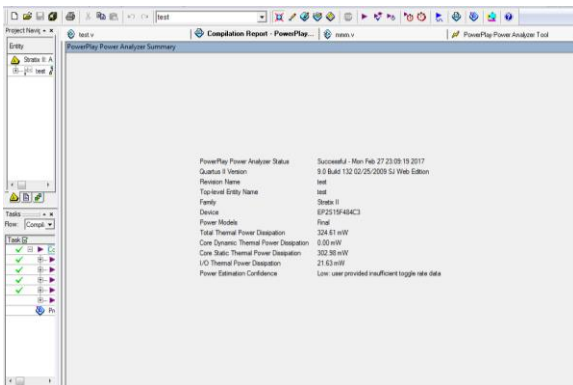 test
Project Navig
test.v
Compilation Report - PowerPlay...
mmm.v
PowerPlay Power Analyzer Tool
Entity
PowerPlay Power Analyzer Summary
Stratix II: A
test
PowerPlay Power Analyzer Status Successful - Mon Feb 27 23:09:19 2017
Quartus II Version 9.0 Build 132 02/25/2009 SJ Web Edition
Revision Name test
Top-level Entity Name test
Family Stratix II
Device EP2S15F484C3
Power Models Final
Total Thermal Power Dissipation 324.61 mW
Core Dynamic Thermal Power Dissipation 0.00 mW
Core Static Thermal Power Dissipation 302.98 mW
I/O Thermal Power Dissipation 21.63 mW
Power Estimation Confidence Low: user provided insufficient toggle rate data
Tasks
Flow: Compil
Task
Co
Pr